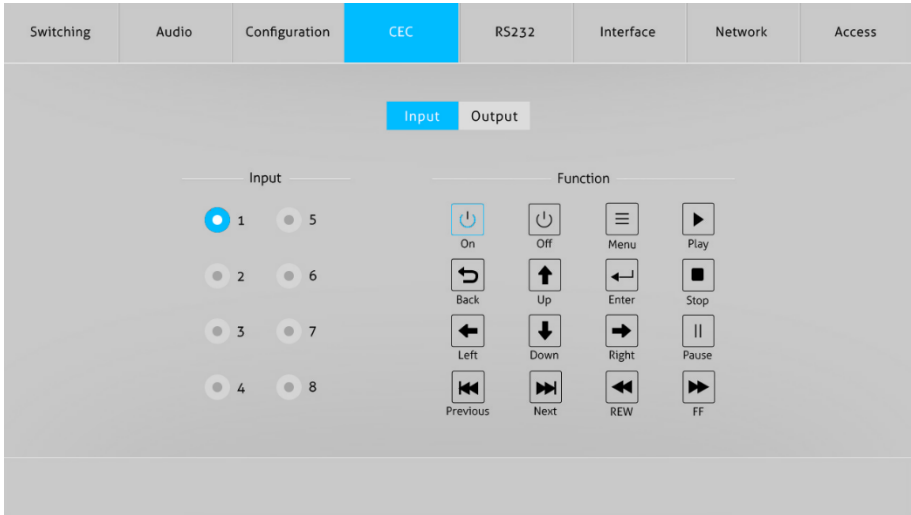 Switching Audio Configuration CEC RS232 Interface Network Access
Input Output
Input Function
1 5
On Off Menu Play
2 6
Back Up Enter Stop
3 7
Left Down Right Pause
4 8
Previous Next REW FF